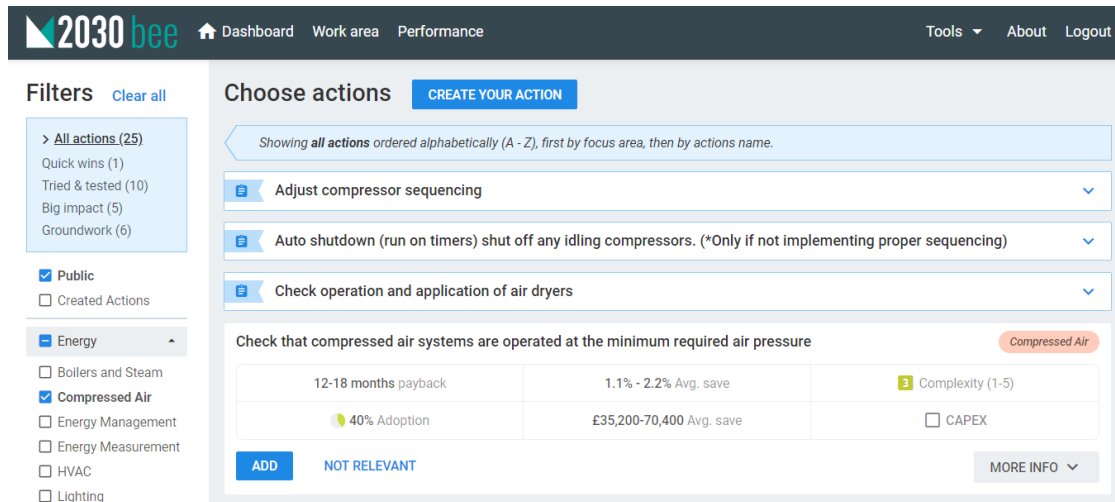 2030 bee Dashboard Work area Performance Tools About Logout
Filters Clear all
> All actions (25)
Quick wins (1)
Tried & tested (10)
Big impact (5)
Groundwork (6)
Public
Created Actions
Energy
Boilers and Steam
Compressed Air
Energy Management
Energy Measurement
HVAC
Lighting
Choose actions CREATE YOUR ACTION
Showing all actions ordered alphabetically (A - Z), first by focus area, then by actions name.
Adjust compressor sequencing
Auto shutdown (run on timers) shut off any idling compressors. (*Only if not implementing proper sequencing)
Check operation and application of air dryers
Check that compressed air systems are operated at the minimum required air pressure Compressed Air
12-18 months payback 1.1% - 2.2% Avg. save 3 Complexity (1-5)
40% Adoption £35,200-70,400 Avg. save CAPEX
ADD NOT RELEVANT MORE INFO